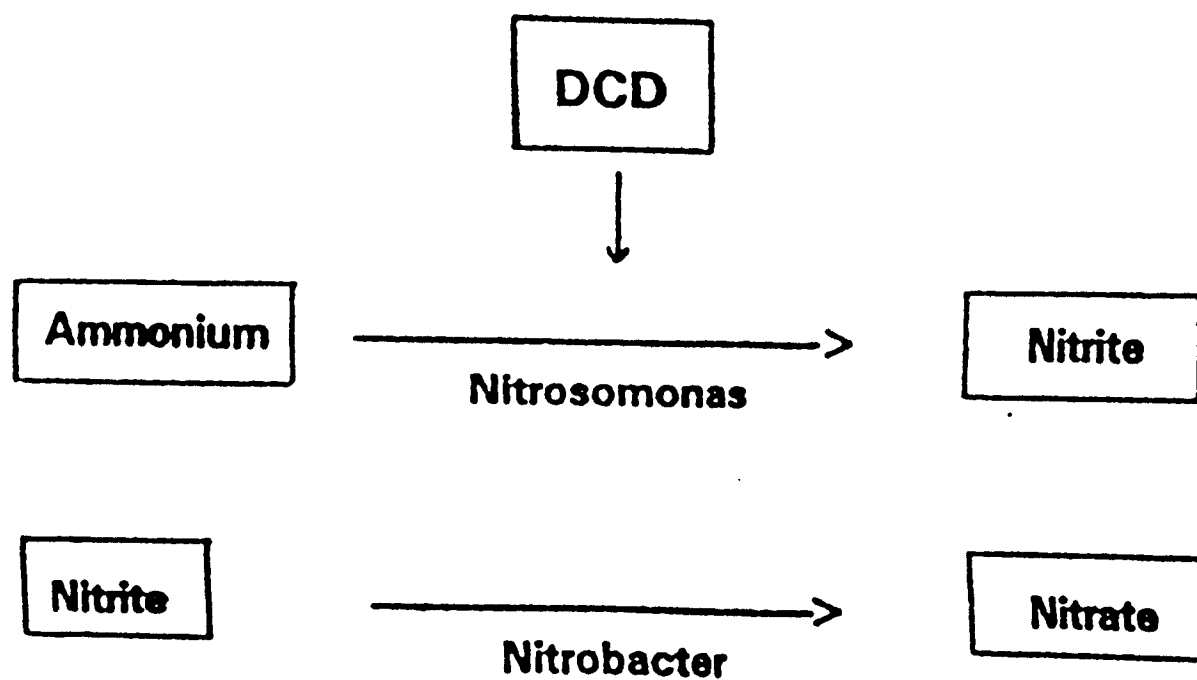 DCD
Ammonium
Nitrosomonas
Nitrite
Nitrite
Nitrobacter
Nitrate